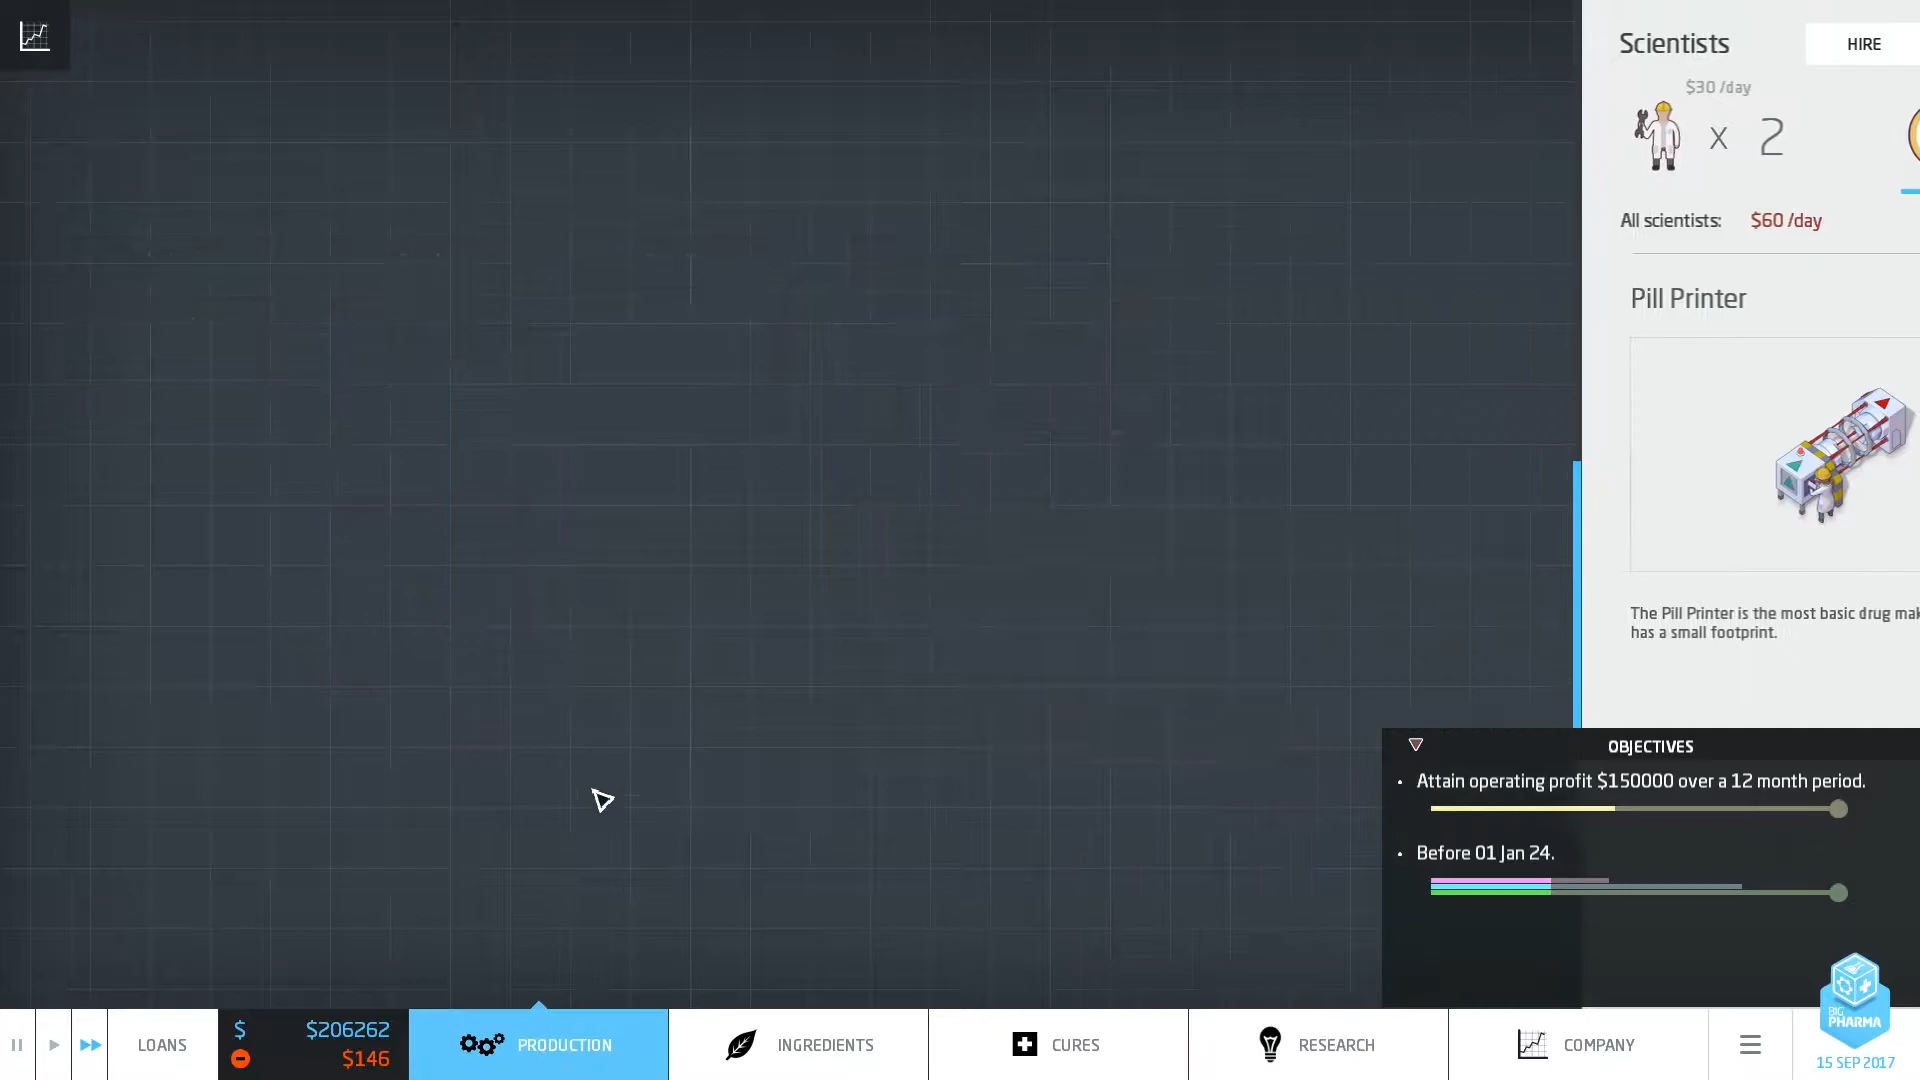 Scientists
HIRE
$30 /day
X 2
All scientists: $60 /day
Pill Printer
The Pill Printer is the most basic drug mak
has a small footprint.
OBJECTIVES
• Attain operating profit $150000 over a 12 month period.
• Before 01 Jan 24.
LOANS
$ $206262
$146
PRODUCTION
INGREDIENTS
CURES
RESEARCH
COMPANY
BIG
PHARMA
15 SEP 2017